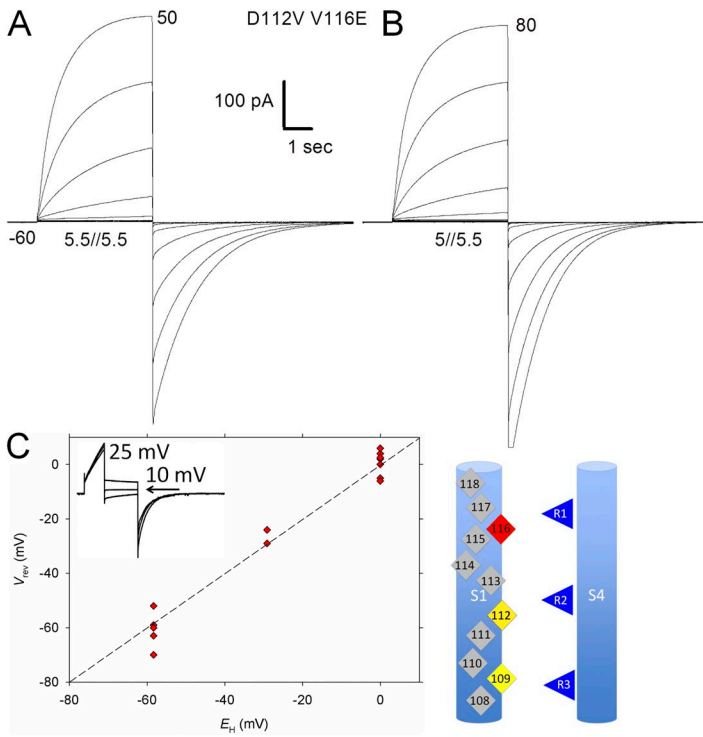 A
50
D112V V116E
B
80
100 pA
1 sec
-60
5.5//5.5
5//5.5
C
25 mV
10 mV
0
-20
-40
-60
-80
Vrev (mV)
-80
-60
-40
-20
0
EH (mV)
118
117
116
115
114
113
S1
112
111
110
109
108
R1
R2
R3
S4